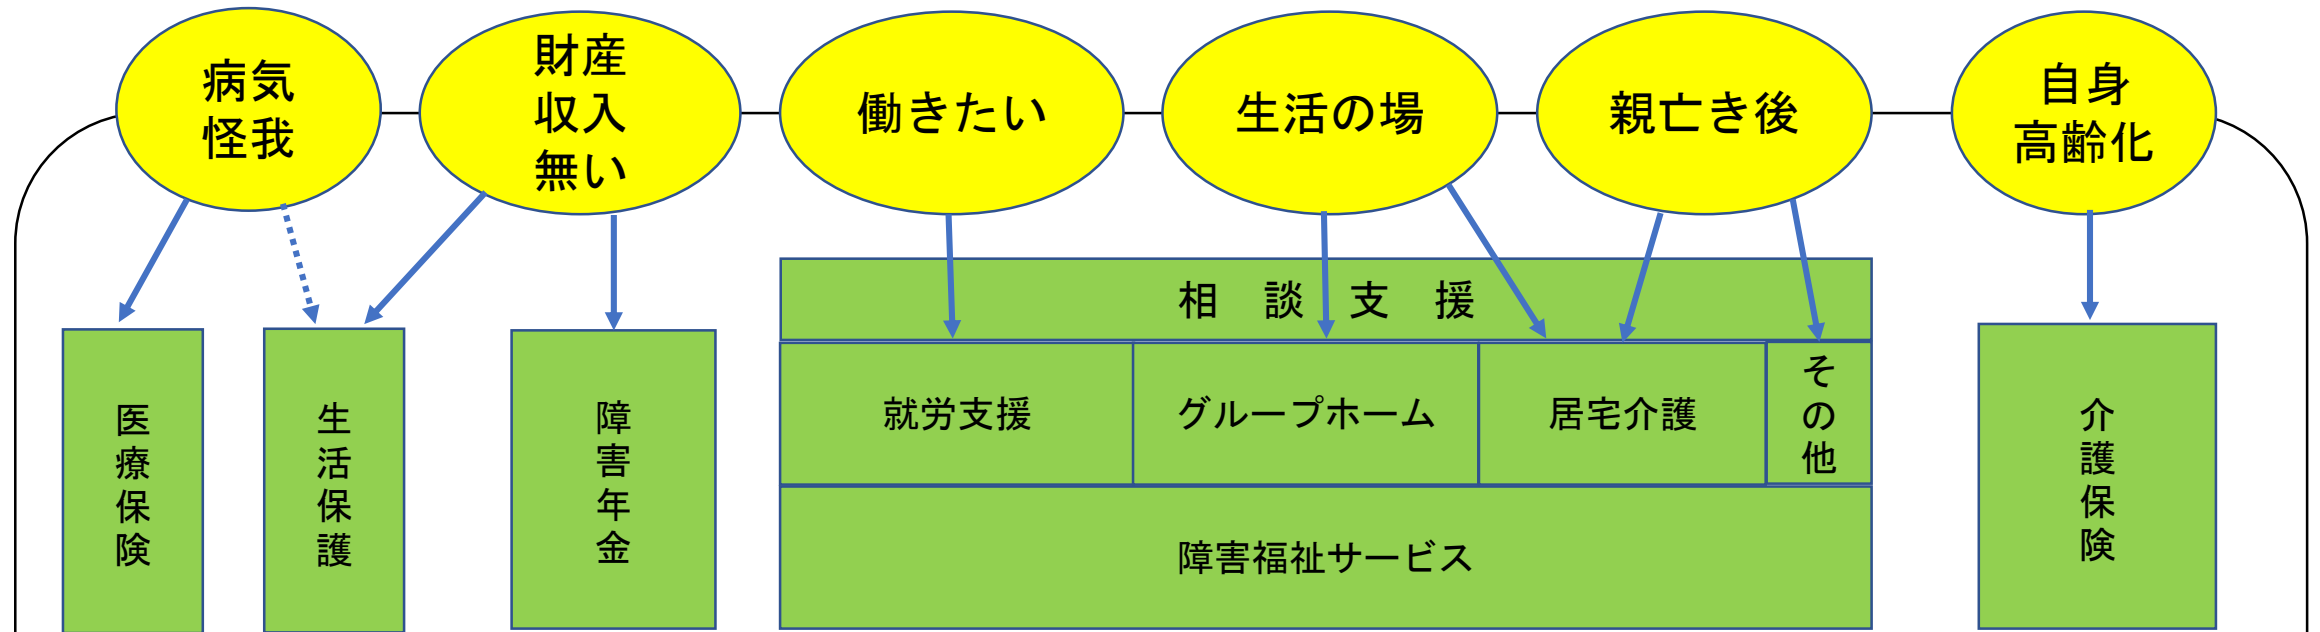 病気
怪我
財産
収入
無い
働きたい
生活の場
親亡き後
自身
高齢化
相　談　支　援
医療保険
生活保護
障害年金
就労支援
グループホーム
居宅介護
その他
介護保険
障害福祉サービス